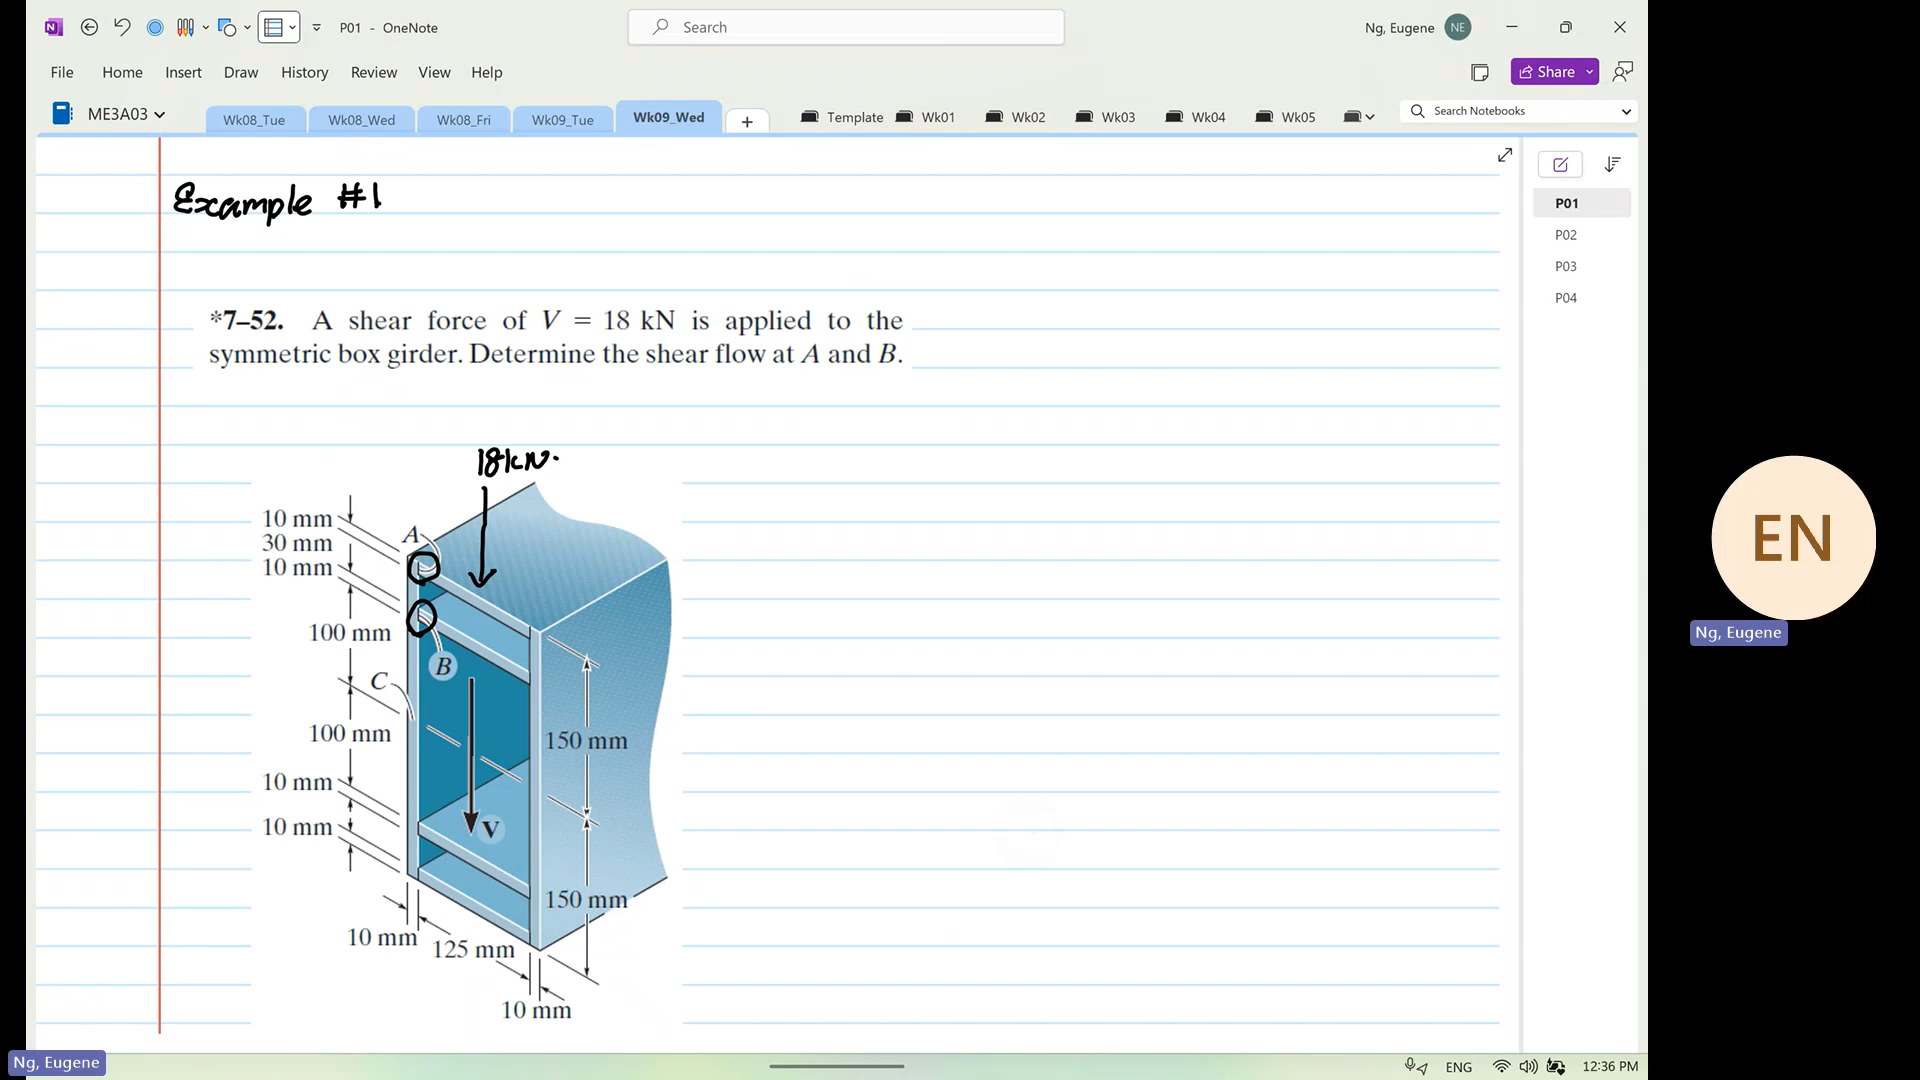 P01 - OneNote
Search
Ng, Eugene
NE
File
Home
Insert
Draw
History
Review
View
Help
Share
ME3A03
Wk08_Tue
Wk08_Wed
Wk08_Fri
Wk09_Tue
Wk09_Wed
Template
Wk01
Wk02
Wk03
Wk04
Wk05
Search Notebooks
P01
P02
P03
P04
Example #1
*7–52. A shear force of V = 18 kN is applied to the
symmetric box girder. Determine the shear flow at A and B.
18kN.
10 mm
30 mm
10 mm
A
100 mm
B
C
100 mm
150 mm
10 mm
10 mm
V
150 mm
10 mm
125 mm
10 mm
EN
Ng, Eugene
Ng, Eugene
ENG
12:36 PM